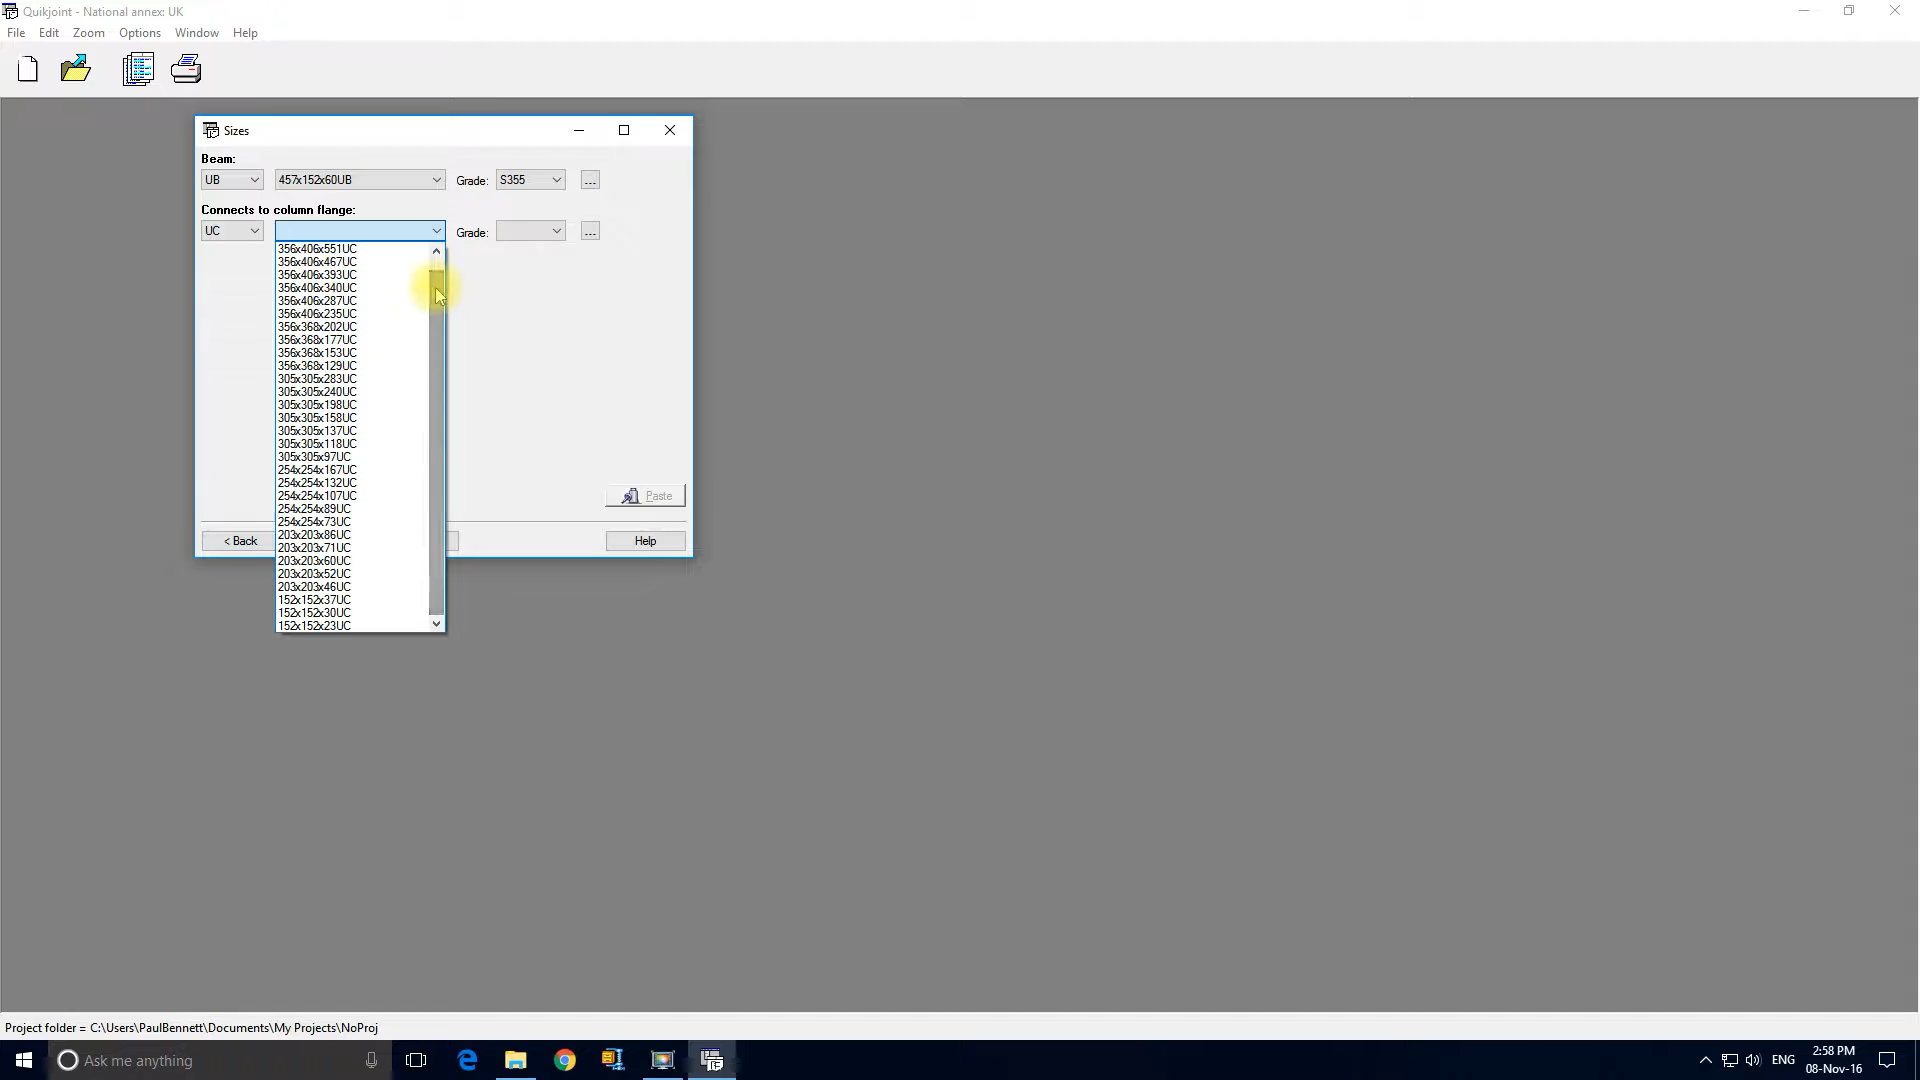 Quikjoint - National annex: UK
File Edit Zoom Options Window Help
Sizes
Beam:
UB 457x152x60UB Grade: S355 ...
Connects to column flange:
UC Grade: ...
356x406x551UC
356x406x467UC
356x406x393UC
356x406x340UC
356x406x287UC
356x406x235UC
356x368x202UC
356x368x177UC
356x368x153UC
356x368x129UC
305x305x283UC
305x305x240UC
305x305x198UC
305x305x158UC
305x305x137UC
305x305x118UC
305x305x97UC
254x254x167UC
254x254x132UC
254x254x107UC
254x254x89UC
254x254x73UC
203x203x86UC
203x203x71UC
203x203x60UC
203x203x52UC
203x203x46UC
152x152x37UC
152x152x30UC
152x152x23UC
Paste
< Back Help
Project folder = C:\Users\PaulBennett\Documents\My Projects\NoProj
Ask me anything
ENG
2:58 PM
08-Nov-16